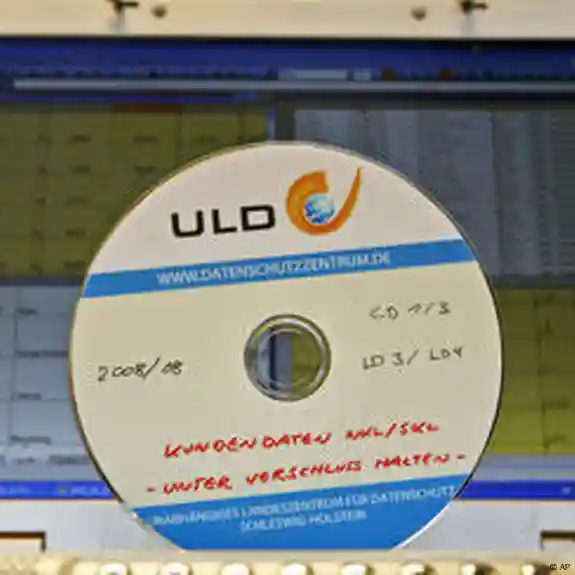 ULD
WWW.DATENSCHUTZZENTRUM.DE
CD 1/3
2008/08
LD 3/ LD4
KUNDENDATEN NKL/SKL
- UNTER VERSCHLUSS HALTEN -
UNABHÄNGIGES LANDESZENTRUM FÜR DATENSCHUTZ
SCHLESWIG-HOLSTEIN
© AP